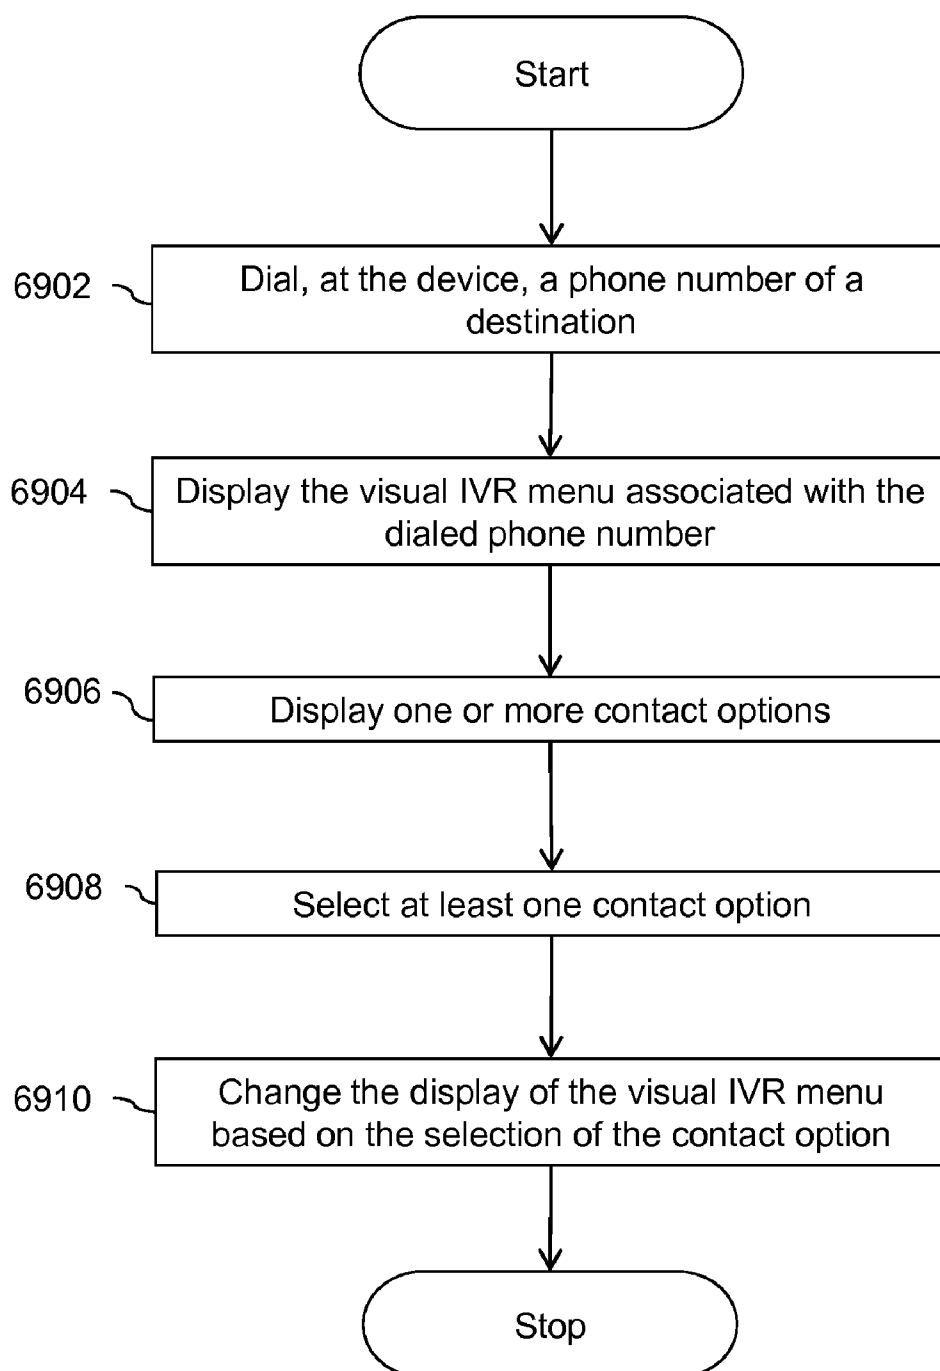 Start
6902
Dial, at the device, a phone number of a
destination
6904
Display the visual IVR menu associated with the
dialed phone number
6906
Display one or more contact options
6908
Select at least one contact option
6910
Change the display of the visual IVR menu
based on the selection of the contact option
Stop